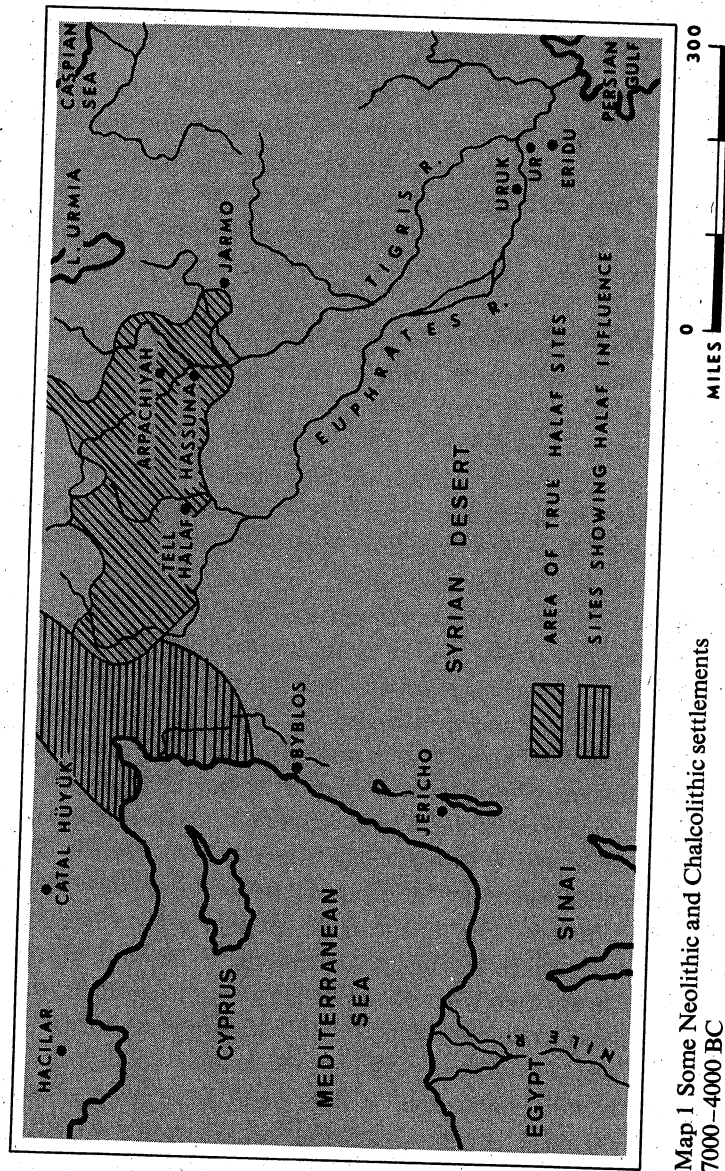 HACILAR
CATAL HÜYÜK
CYPRUS
MEDITERRANEAN
SEA
EGYPT
NILE R.
SINAI
JERICHO
BYBLOS
SYRIAN DESERT
TELL
HALAF
ARPACHIYAH
HASSUNA
JARMO
L. URMIA
CASPIAN
SEA
TIGRIS R.
EUPHRATES R.
URUK
UR
ERIDU
PERSIAN
GULF
AREA OF TRUE HALAF SITES
SITES SHOWING HALAF INFLUENCE
0 300
MILES
Map 1 Some Neolithic and Chalcolithic settlements
7000–4000 BC